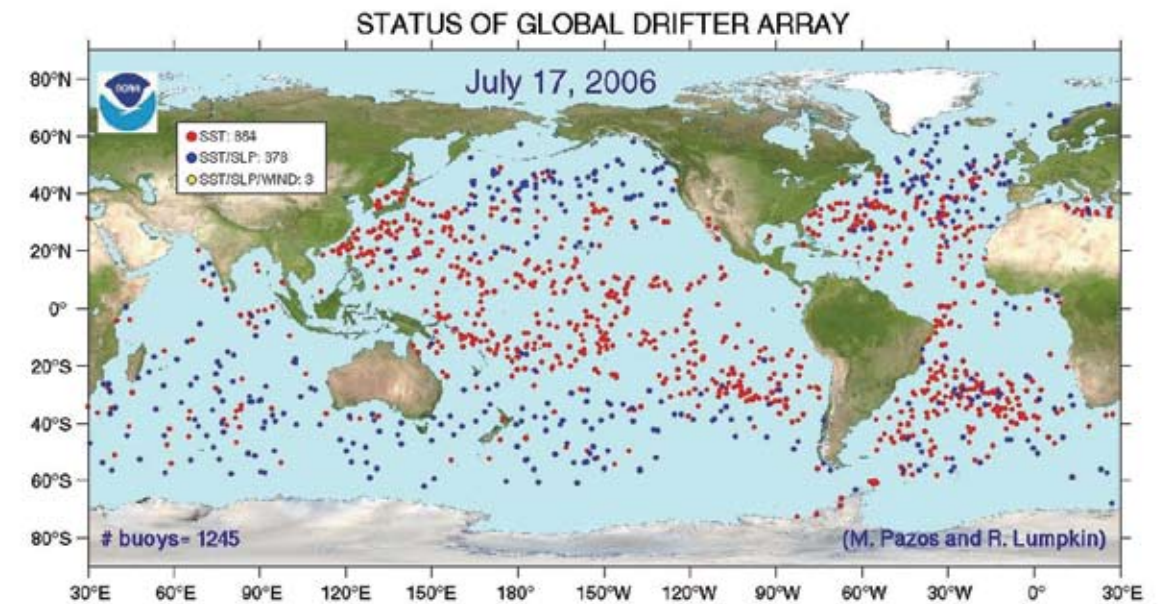 STATUS OF GLOBAL DRIFTER ARRAY
July 17, 2006
NOAA
SST: 864
SST/SLP: 378
SST/SLP/WIND: 3
80°N
60°N
40°N
20°N
0°
20°S
40°S
60°S
80°S
# buoys= 1245
(M. Pazos and R. Lumpkin)
30°E 60°E 90°E 120°E 150°E 180° 150°W 120°W 90°W 60°W 30°W 0° 30°E